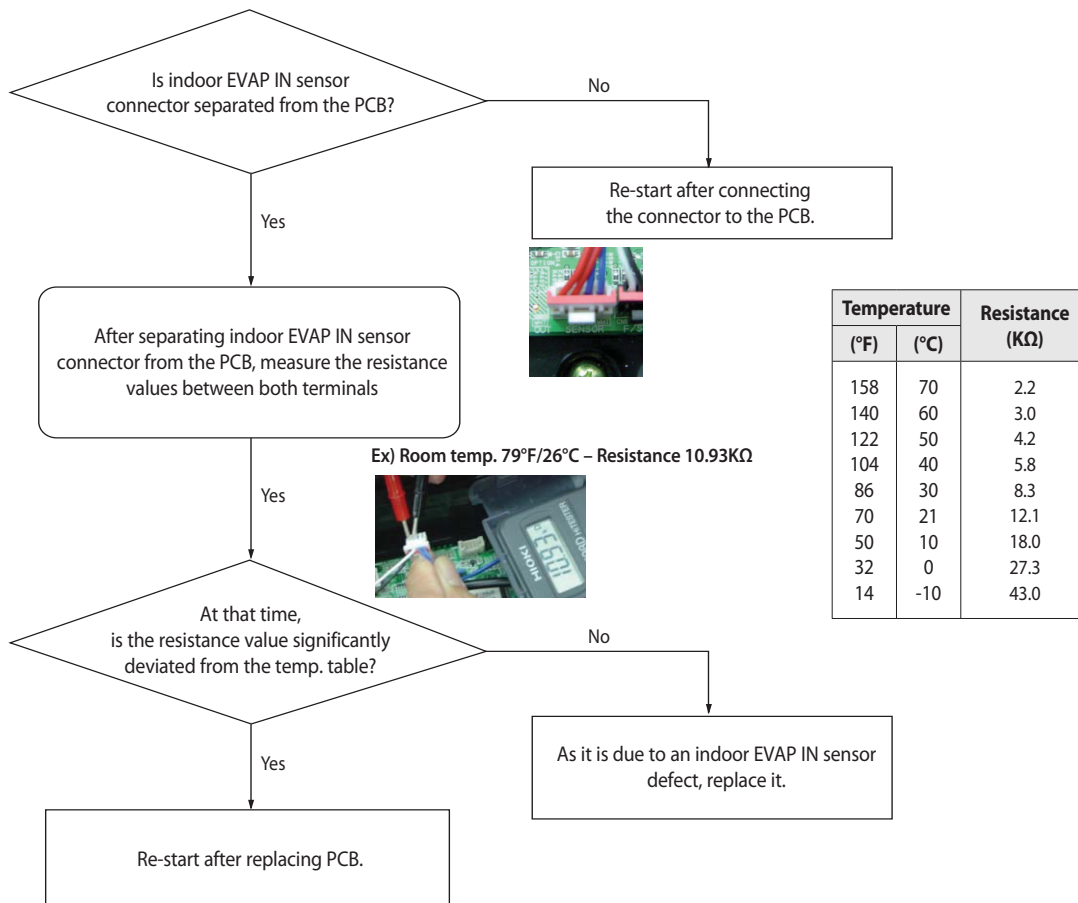 Is indoor EVAP IN sensor
connector separated from the PCB?
No
Re-start after connecting
the connector to the PCB.
Yes
OUT SENSOR F/S
After separating indoor EVAP IN sensor
connector from the PCB, measure the resistance
values between both terminals
Temperature Resistance
(KΩ)
(°F) (°C)
158 70 2.2
140 60 3.0
122 50 4.2
104 40 5.8
86 30 8.3
70 21 12.1
50 10 18.0
32 0 27.3
14 -10 43.0
Ex) Room temp. 79°F/26°C – Resistance 10.93KΩ
HIOKI
Yes
At that time,
is the resistance value significantly
deviated from the temp. table?
No
As it is due to an indoor EVAP IN sensor
defect, replace it.
Yes
Re-start after replacing PCB.